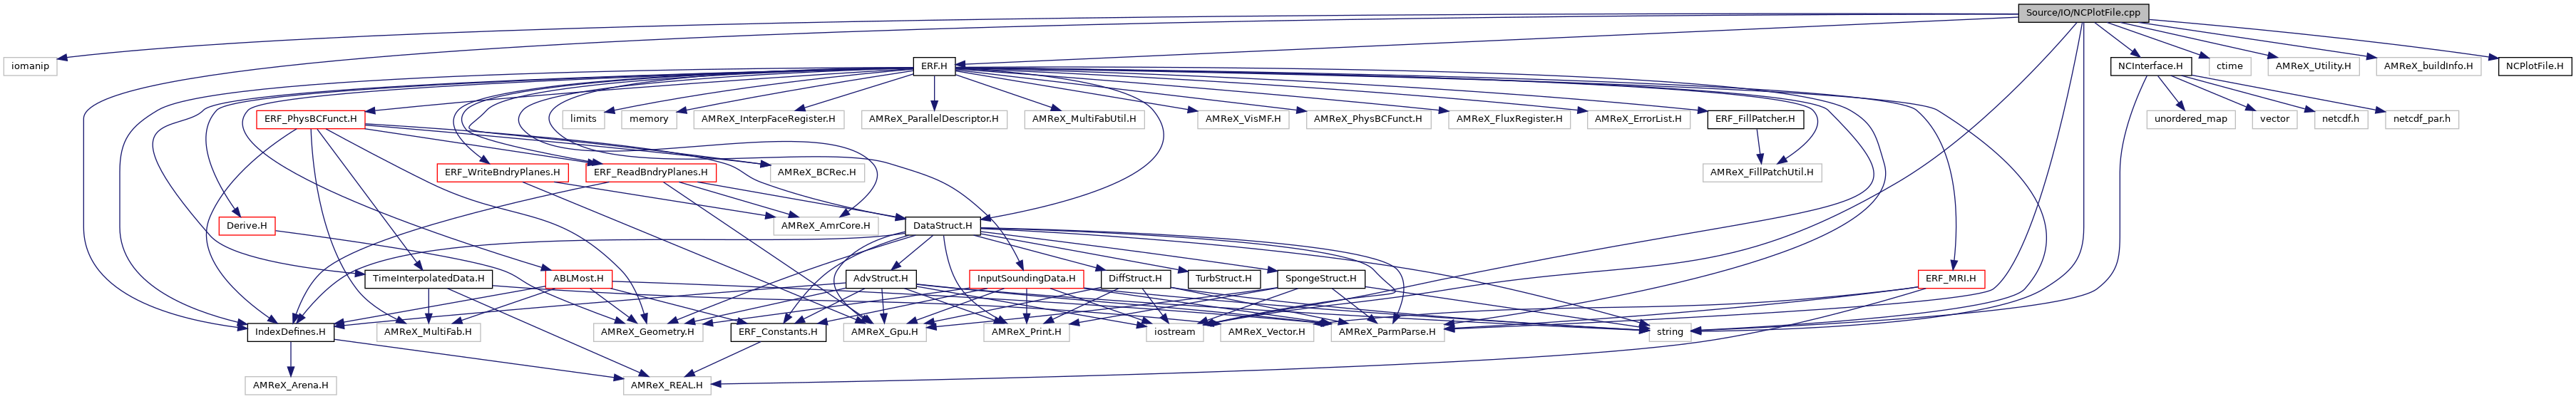 Source/IO/NCPlotFile.cpp
iomanip
ERF.H
NCInterface.H
ctime
AMReX_Utility.H
AMReX_buildInfo.H
NCPlotFile.H
ERF_PhysBCFunct.H
limits
memory
AMReX_InterpFaceRegister.H
AMReX_ParallelDescriptor.H
AMReX_MultiFabUtil.H
AMReX_VisMF.H
AMReX_PhysBCFunct.H
AMReX_FluxRegister.H
AMReX_ErrorList.H
ERF_FillPatcher.H
unordered_map
vector
netcdf.h
netcdf_par.h
ERF_WriteBndryPlanes.H
ERF_ReadBndryPlanes.H
AMReX_BCRec.H
AMReX_FillPatchUtil.H
Derive.H
AMReX_AmrCore.H
DataStruct.H
TimeInterpolatedData.H
ABLMost.H
AdvStruct.H
InputSoundingData.H
DiffStruct.H
TurbStruct.H
SpongeStruct.H
ERF_MRI.H
IndexDefines.H
AMReX_MultiFab.H
AMReX_Geometry.H
ERF_Constants.H
AMReX_Gpu.H
AMReX_Print.H
iostream
AMReX_Vector.H
AMReX_ParmParse.H
string
AMReX_Arena.H
AMReX_REAL.H